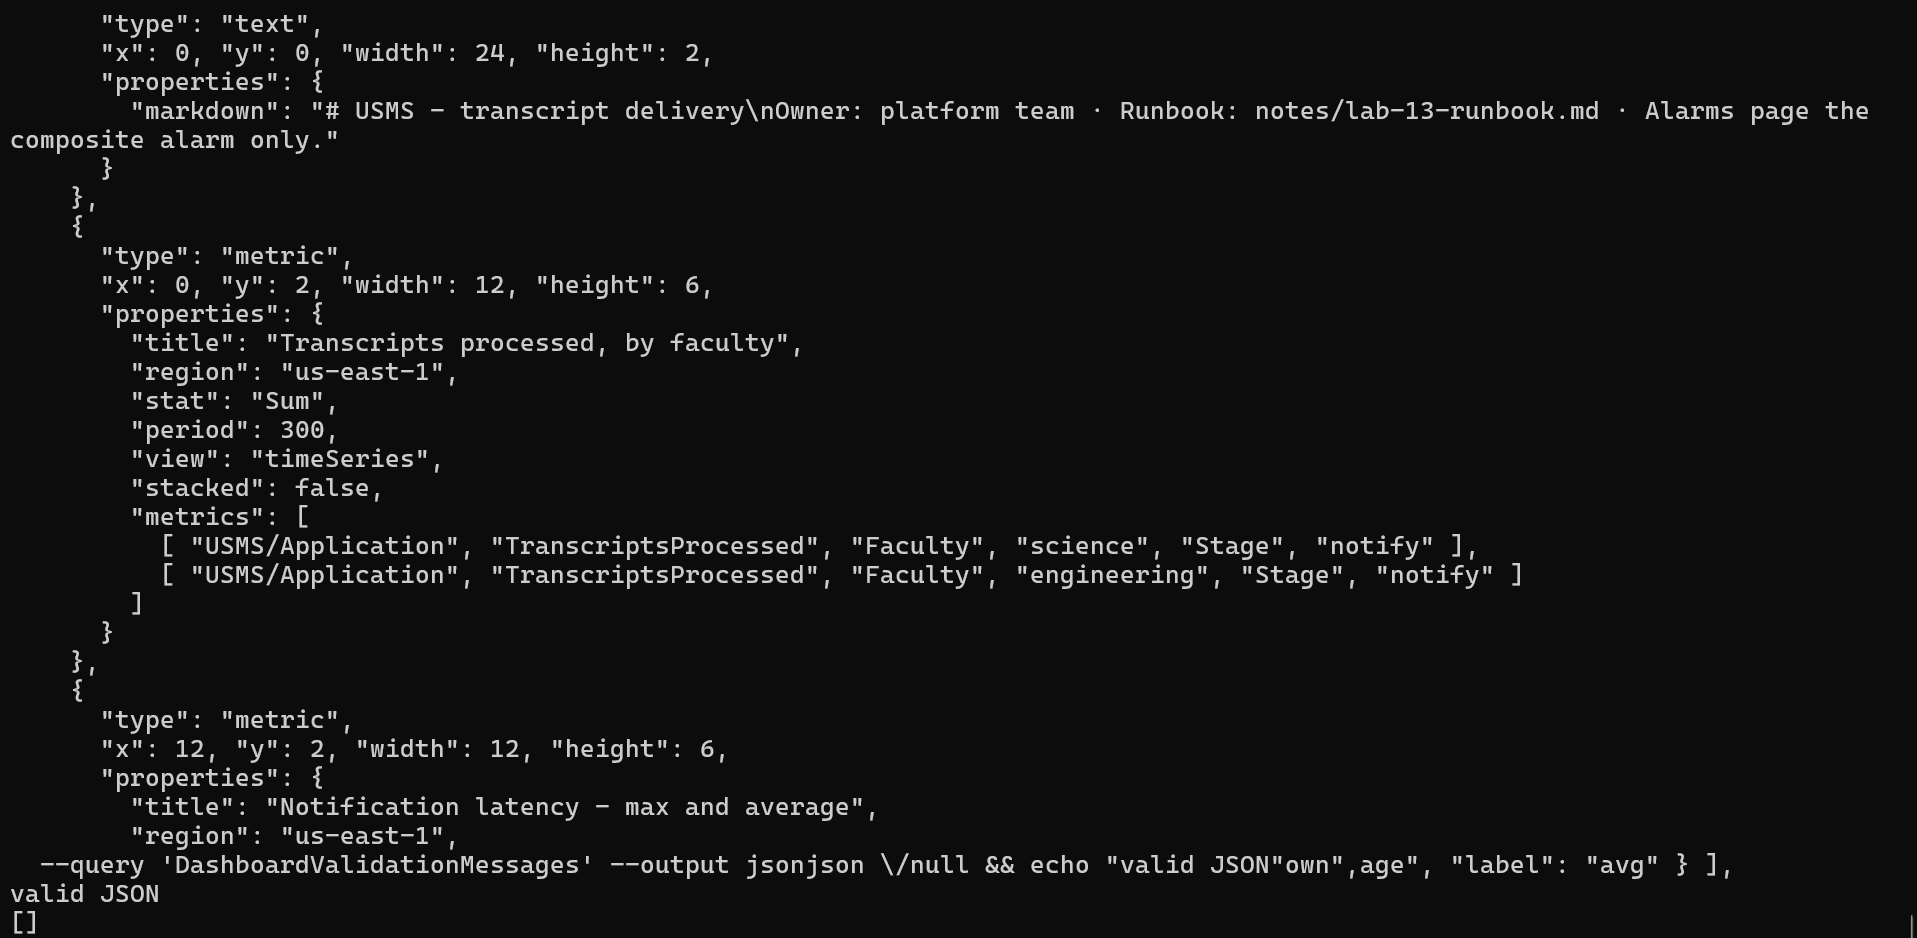 "type": "text",
      "x": 0, "y": 0, "width": 24, "height": 2,
      "properties": {
        "markdown": "# USMS — transcript delivery\nOwner: platform team · Runbook: notes/lab-13-runbook.md · Alarms page the
composite alarm only."
      }
    },
    {
      "type": "metric",
      "x": 0, "y": 2, "width": 12, "height": 6,
      "properties": {
        "title": "Transcripts processed, by faculty",
        "region": "us-east-1",
        "stat": "Sum",
        "period": 300,
        "view": "timeSeries",
        "stacked": false,
        "metrics": [
          [ "USMS/Application", "TranscriptsProcessed", "Faculty", "science", "Stage", "notify" ],
          [ "USMS/Application", "TranscriptsProcessed", "Faculty", "engineering", "Stage", "notify" ]
        ]
      }
    },
    {
      "type": "metric",
      "x": 12, "y": 2, "width": 12, "height": 6,
      "properties": {
        "title": "Notification latency — max and average",
        "region": "us-east-1",
  --query 'DashboardValidationMessages' --output jsonjson \/null && echo "valid JSON"own",age", "label": "avg" } ],
valid JSON
[]